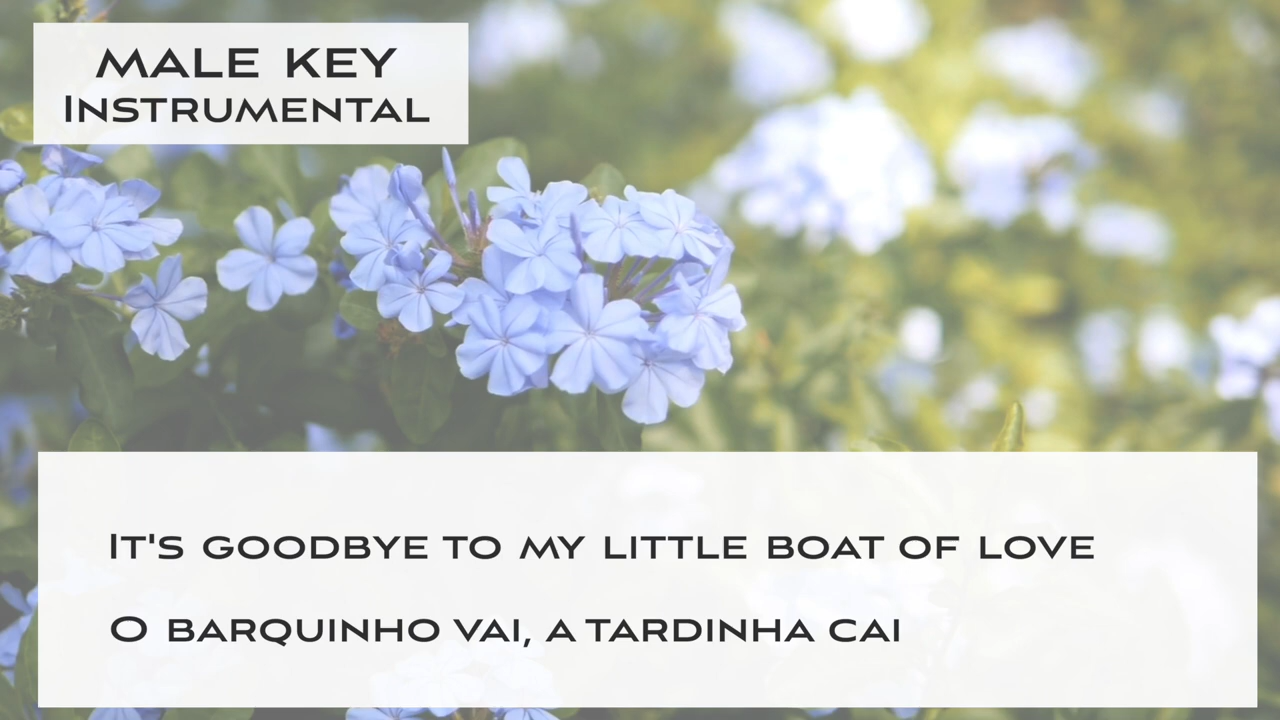 MALE KEY
INSTRUMENTAL
IT'S GOODBYE TO MY LITTLE BOAT OF LOVE
O BARQUINHO VAI, A TARDINHA CAI